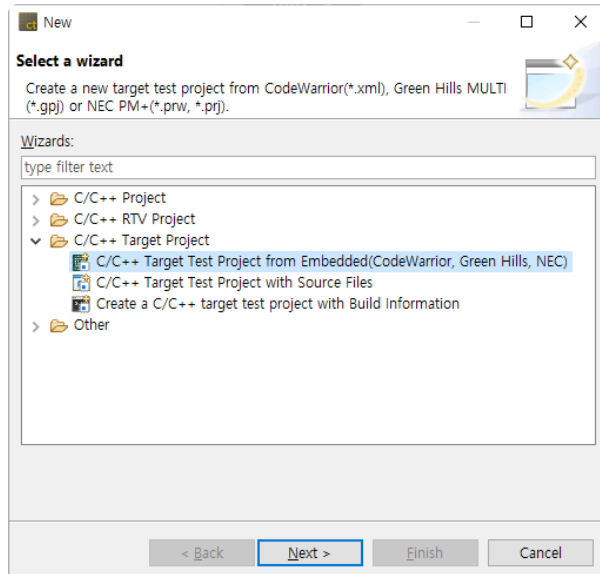 ct New
Select a wizard
Create a new target test project from CodeWarrior(*.xml), Green Hills MULTI
(*.gpj) or NEC PM+(*.prw, *.prj).
Wizards:
type filter text
C/C++ Project
C/C++ RTV Project
C/C++ Target Project
C/C++ Target Test Project from Embedded(CodeWarrior, Green Hills, NEC)
C/C++ Target Test Project with Source Files
Create a C/C++ target test project with Build Information
Other
< Back Next > Finish Cancel